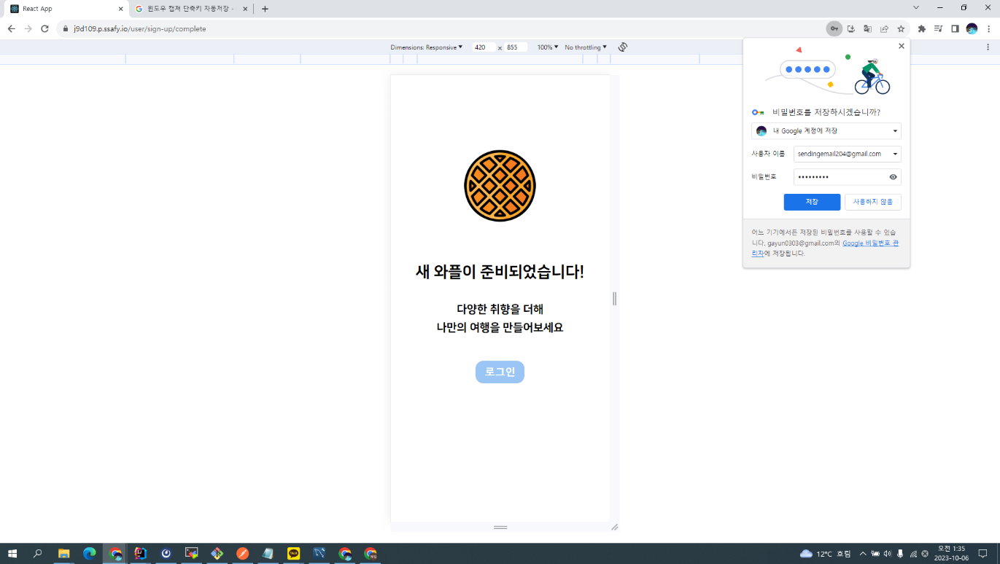 React App
윈도우 캡쳐 단축키 자동저장 -
j9d109.p.ssafy.io/user/sign-up/complete
Dimensions: Responsive
420 x 855
100%
No throttling
비밀번호를 저장하시겠습니까?
내 Google 계정에 저장
사용자 이름
sendingemail204@gmail.com
비밀번호
•••••••••
저장
사용하지 않음
어느 기기에서든 저장된 비밀번호를 사용할 수 있습
니다. gayun0303@gmail.com의 Google 비밀번호 관
리자에 저장됩니다.
새 와플이 준비되었습니다!
다양한 취향을 더해
나만의 여행을 만들어보세요
로그인
TALK
12°C 흐림
오전 1:35
2023-10-06